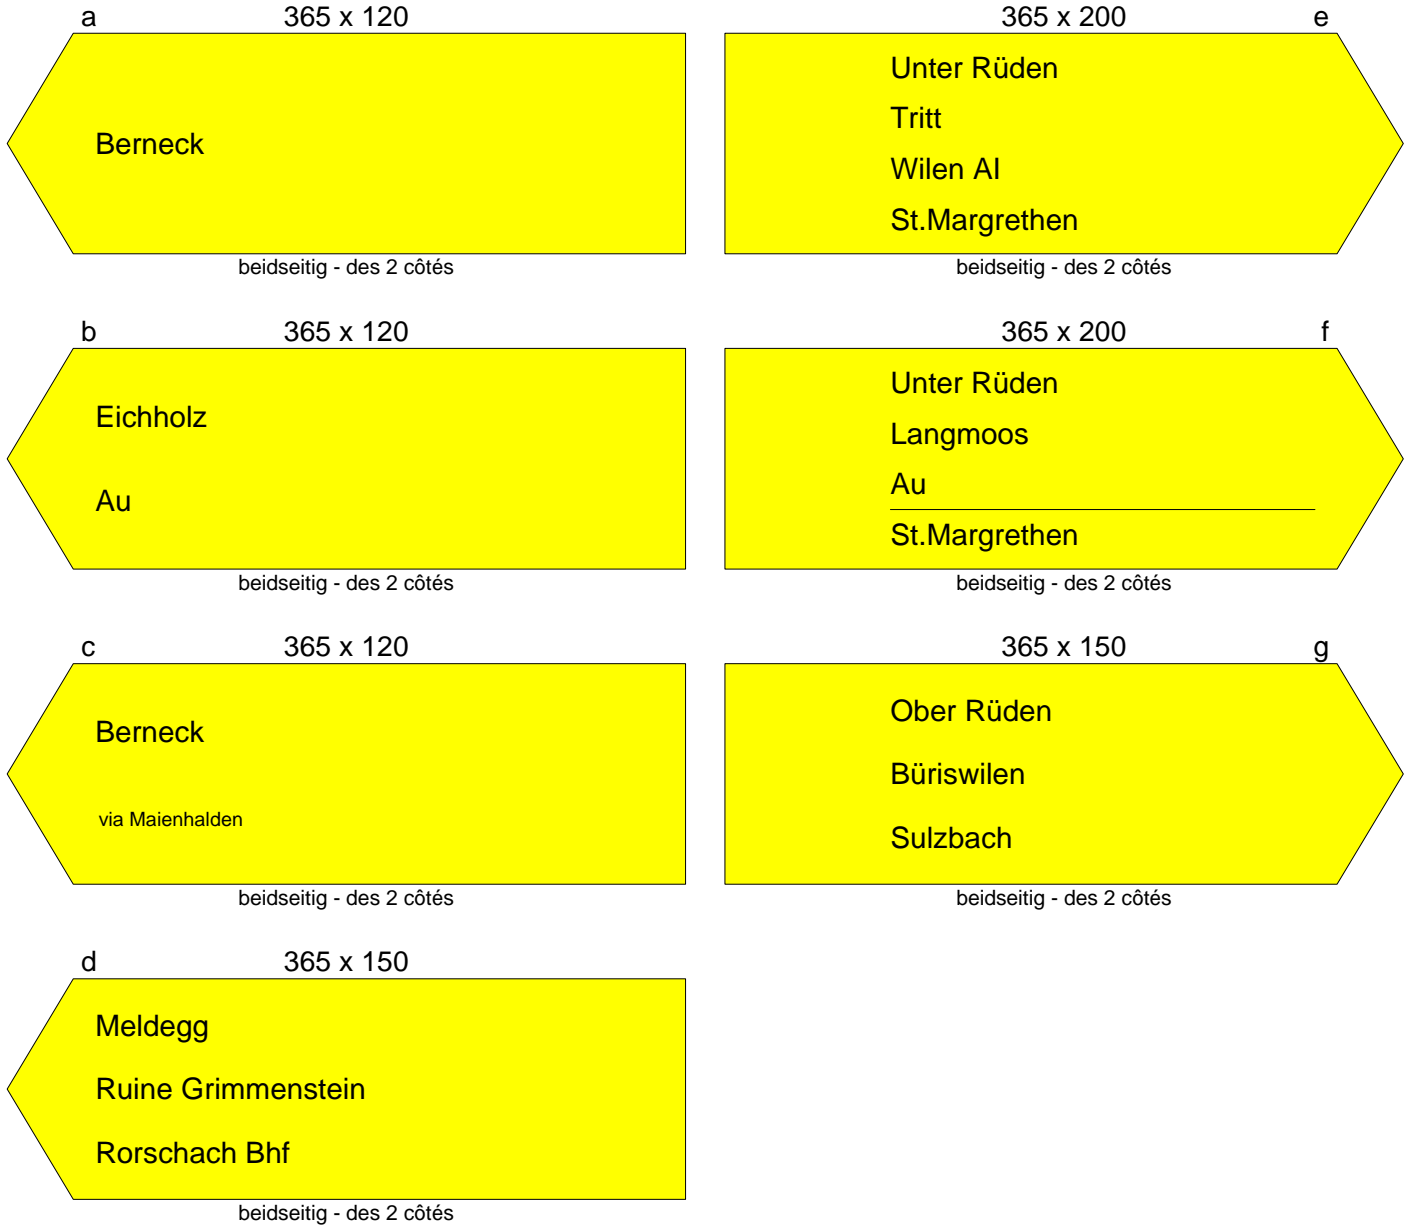 a 365 x 120
Berneck
beidseitig - des 2 côtés
b 365 x 120
Eichholz
Au
beidseitig - des 2 côtés
c 365 x 120
Berneck
via Maienhalden
beidseitig - des 2 côtés
d 365 x 150
Meldegg
Ruine Grimmenstein
Rorschach Bhf
beidseitig - des 2 côtés
365 x 200 e
Unter Rüden
Tritt
Wilen AI
St.Margrethen
beidseitig - des 2 côtés
365 x 200 f
Unter Rüden
Langmoos
Au
St.Margrethen
beidseitig - des 2 côtés
365 x 150 g
Ober Rüden
Büriswilen
Sulzbach
beidseitig - des 2 côtés